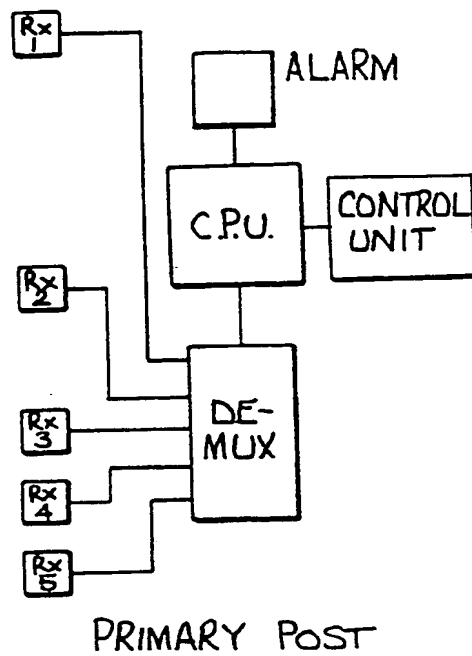 Rx
1
ALARM
C.P.U.
CONTROL
UNIT
Rx
2
DE-
MUX
Rx
3
Rx
4
Rx
5
PRIMARY POST